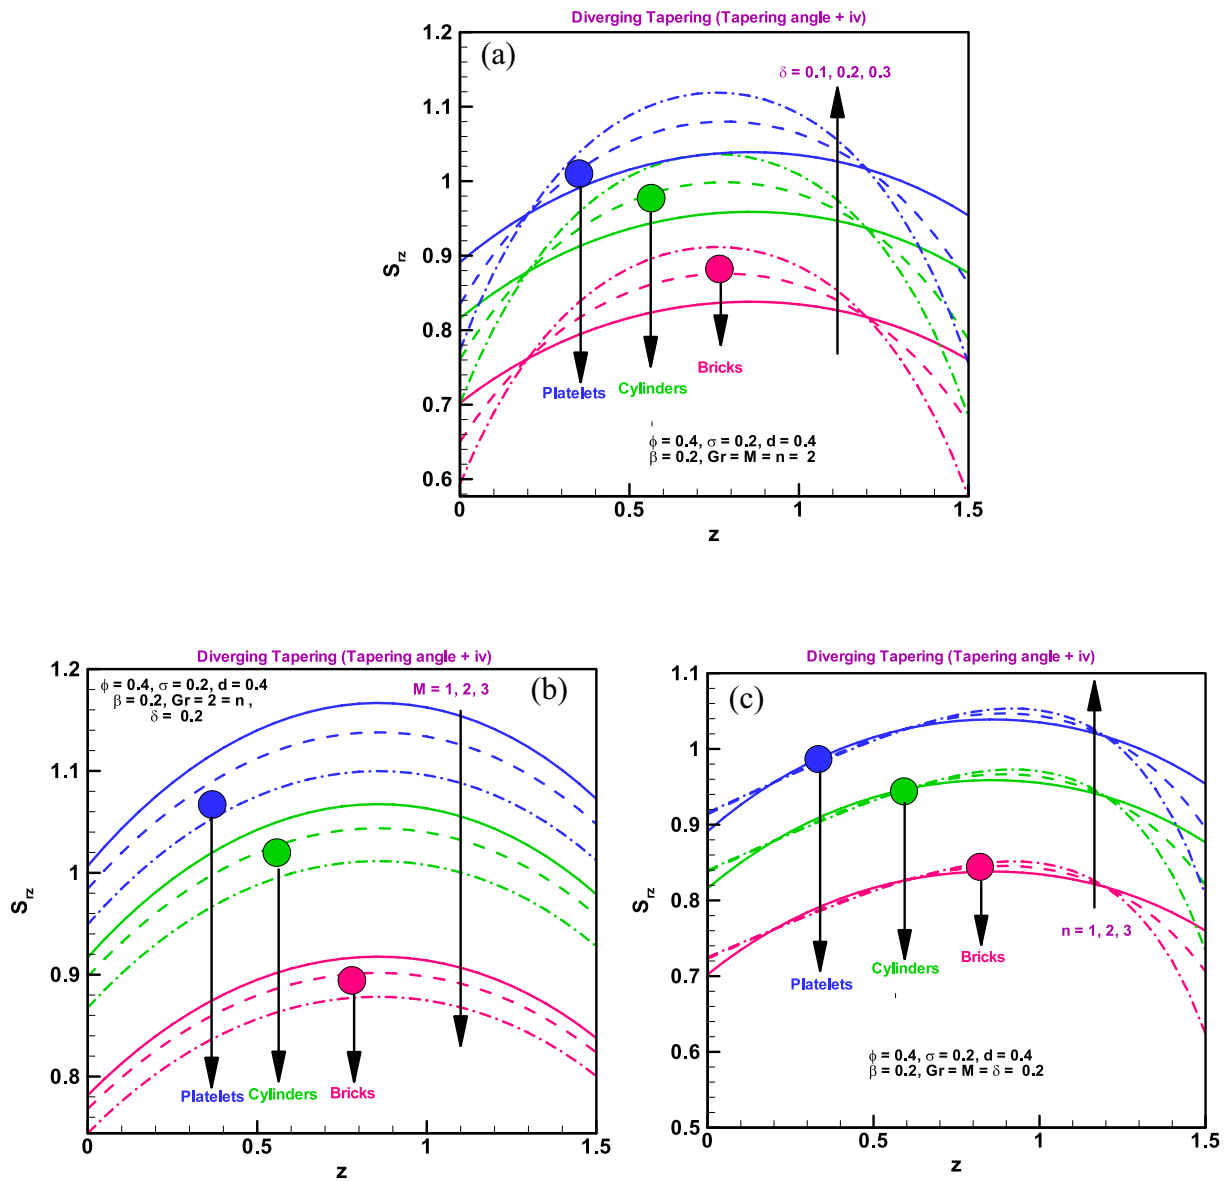 Diverging Tapering (Tapering angle + iv)
(a)
δ = 0.1, 0.2, 0.3
1.2
1.1
1
0.9
0.8
0.7
0.6
S_rz
Platelets
Cylinders
Bricks
ϕ = 0.4, σ = 0.2, d = 0.4
β = 0.2, Gr = M = n = 2
0
0.5
1
1.5
z
Diverging Tapering (Tapering angle + iv)
(b)
ϕ = 0.4, σ = 0.2, d = 0.4
β = 0.2, Gr = 2 = n ,
δ = 0.2
M = 1, 2, 3
1.2
1.1
1
0.9
0.8
S_rz
Platelets
Cylinders
Bricks
0
0.5
1
1.5
z
Diverging Tapering (Tapering angle + iv)
(c)
1.1
1
0.9
0.8
0.7
0.6
0.5
S_rz
n = 1, 2, 3
Platelets
Cylinders
Bricks
ϕ = 0.4, σ = 0.2, d = 0.4
β = 0.2, Gr = M = δ = 0.2
0
0.5
1
1.5
z